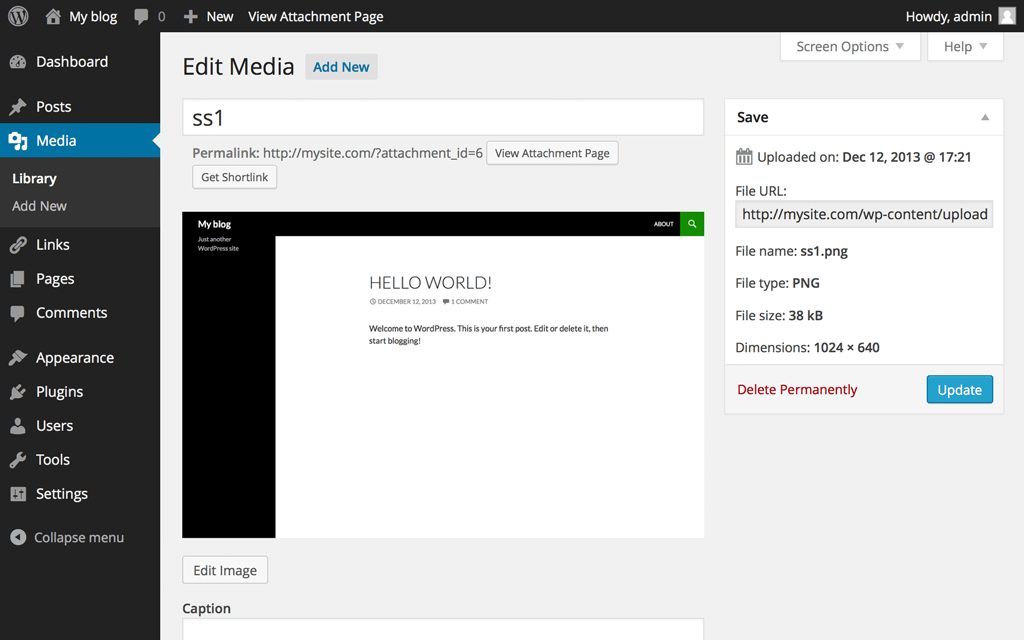 My blog 0 New View Attachment Page Howdy, admin
Screen Options Help
Dashboard
Posts
Media
Library
Add New
Links
Pages
Comments
Appearance
Plugins
Users
Tools
Settings
Collapse menu
Edit Media Add New
ss1
Permalink: http://mysite.com/?attachment_id=6 View Attachment Page
Get Shortlink
My blog
Just another
WordPress site
ABOUT
HELLO WORLD!
DECEMBER 12, 2013 1 COMMENT
Welcome to WordPress. This is your first post. Edit or delete it, then
start blogging!
Edit Image
Caption
Save
Uploaded on: Dec 12, 2013 @ 17:21
File URL:
http://mysite.com/wp-content/upload
File name: ss1.png
File type: PNG
File size: 38 kB
Dimensions: 1024 × 640
Delete Permanently Update